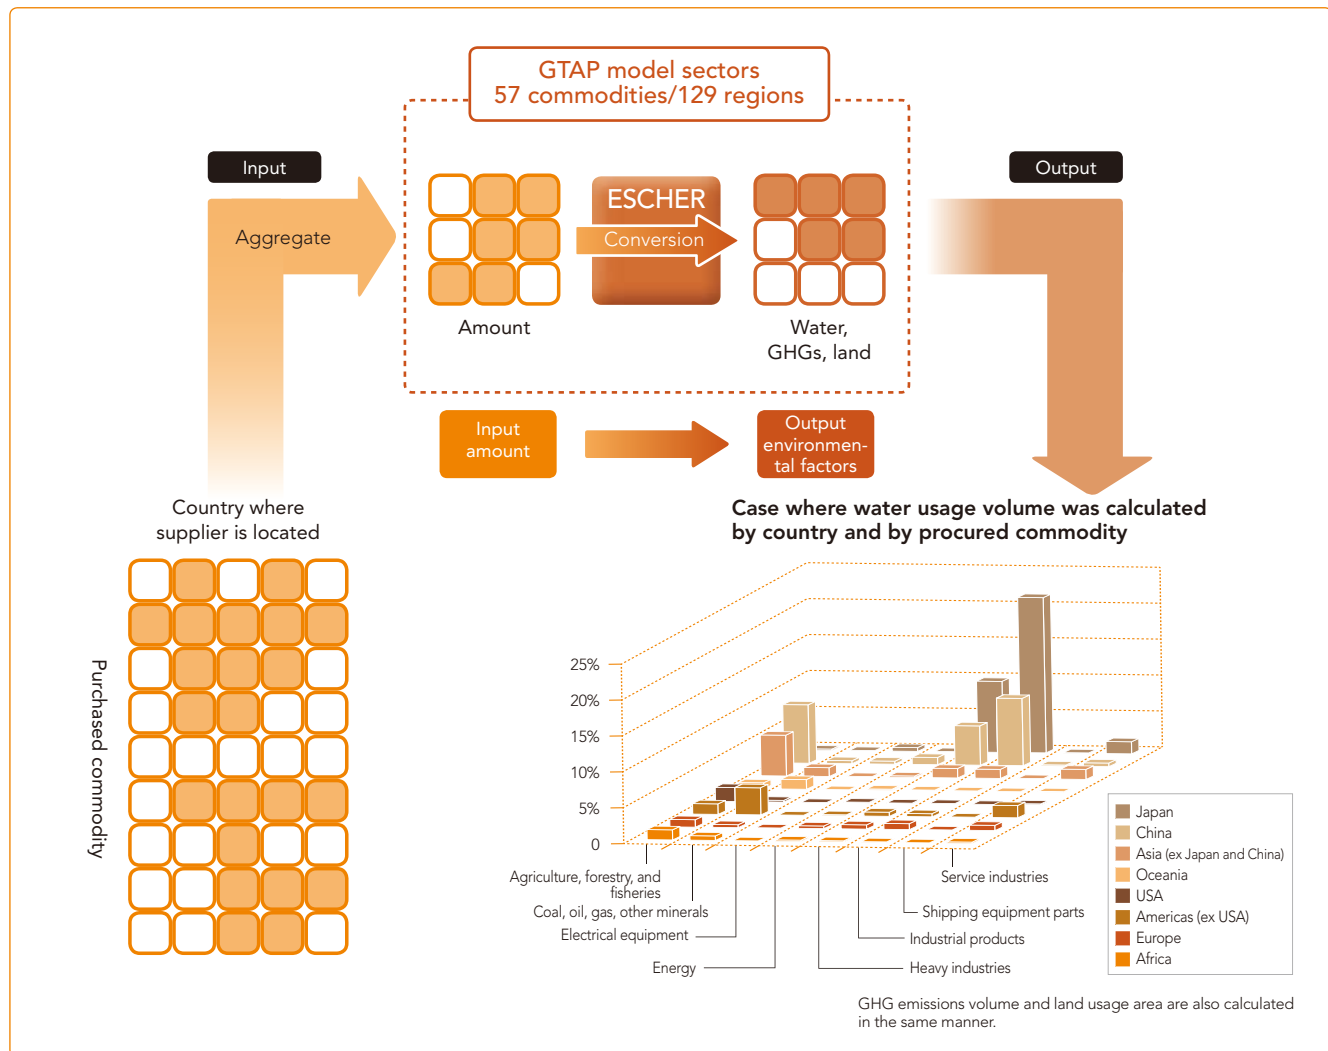 GTAP model sectors
57 commodities/129 regions
Input
Output
Aggregate
ESCHER
Conversion
Amount
Water,
GHGs, land
Input
amount
Output
environmen-
tal factors
Country where
supplier is located
Purchased commodity
Case where water usage volume was calculated
by country and by procured commodity
25%
20%
15%
10%
5%
0
Agriculture, forestry, and
fisheries
Coal, oil, gas, other minerals
Electrical equipment
Energy
Service industries
Shipping equipment parts
Industrial products
Heavy industries
Japan
China
Asia (ex Japan and China)
Oceania
USA
Americas (ex USA)
Europe
Africa
GHG emissions volume and land usage area are also calculated
in the same manner.